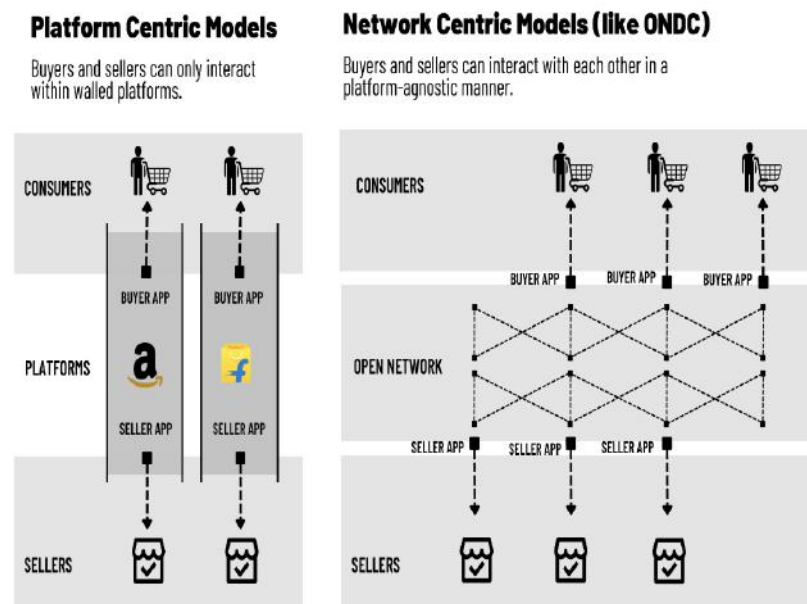 Platform Centric Models
Buyers and sellers can only interact
within walled platforms.
CONSUMERS
BUYER APP
BUYER APP
PLATFORMS
a
f
SELLER APP
SELLER APP
SELLERS
Network Centric Models (like ONDC)
Buyers and sellers can interact with each other in a
platform-agnostic manner.
CONSUMERS
BUYER APP
BUYER APP
BUYER APP
OPEN NETWORK
SELLER APP
SELLER APP
SELLER APP
SELLERS